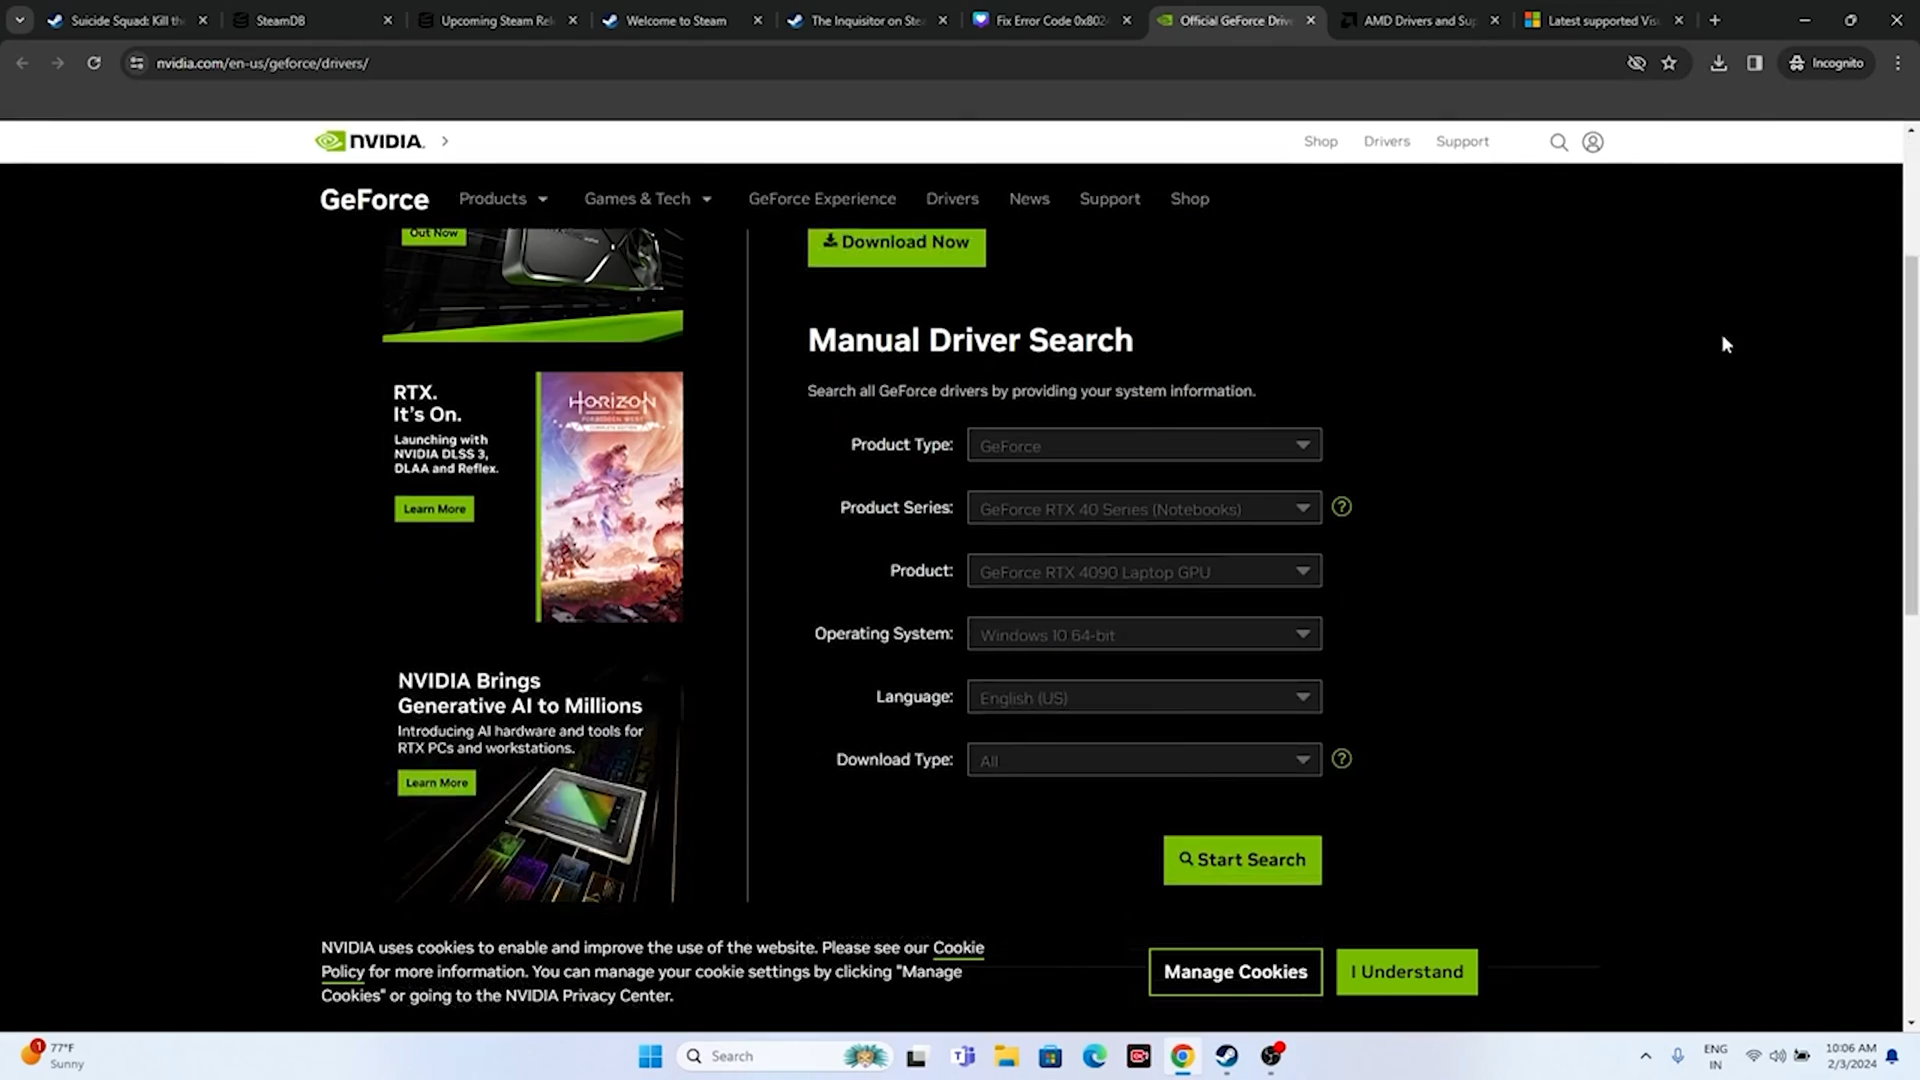 Suicide Squad: Kill the
SteamDB
Upcoming Steam Rele
Welcome to Steam
The Inquisitor on Stea
Fix Error Code 0x8024
Official GeForce Drive
AMD Drivers and Sup
Latest supported Visu
nvidia.com/en-us/geforce/drivers/
Incognito
NVIDIA.
Shop
Drivers
Support
GeForce
Products
Games & Tech
GeForce Experience
Drivers
News
Support
Shop
Out Now
Download Now
Manual Driver Search
Search all GeForce drivers by providing your system information.
RTX.
It's On.
Launching with
NVIDIA DLSS 3,
DLAA and Reflex.
Learn More
HORIZON
FORBIDDEN WEST
COMPLETE EDITION
Product Type:
GeForce
Product Series:
GeForce RTX 40 Series (Notebooks)
?
Product:
GeForce RTX 4090 Laptop GPU
Operating System:
Windows 10 64-bit
Language:
English (US)
Download Type:
All
?
NVIDIA Brings
Generative AI to Millions
Introducing AI hardware and tools for
RTX PCs and workstations.
Learn More
Start Search
NVIDIA uses cookies to enable and improve the use of the website. Please see our Cookie
Policy for more information. You can manage your cookie settings by clicking "Manage
Cookies" or going to the NVIDIA Privacy Center.
Manage Cookies
I Understand
1
77°F
Sunny
Search
ENG
IN
10:06 AM
2/3/2024